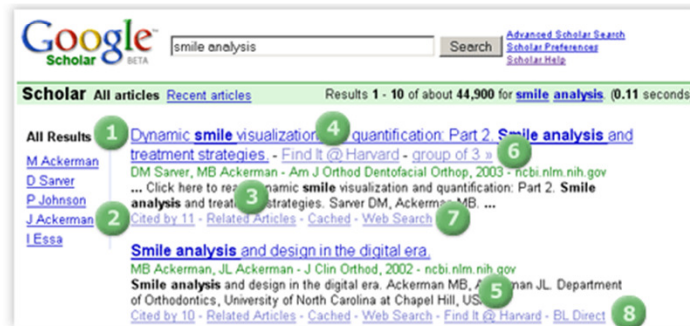 Google
Scholar BETA
smile analysis
Search
Advanced Scholar Search
Scholar Preferences
Scholar Help
Scholar All articles Recent articles Results 1 - 10 of about 44,900 for smile analysis. (0.11 seconds
All Results
M Ackerman
D Sarver
P Johnson
J Ackerman
I Essa
1 Dynamic smile visualization 4 quantification: Part 2. Smile analysis and
treatment strategies. - Find It @ Harvard - group of 3 » 6
DM Sarver, MB Ackerman - Am J Orthod Dentofacial Orthop, 2003 - ncbi.nlm.nih.gov
... Click here to 3 smile visualization and quantification: Part 2. Smile
analysis and strategies. Sarver DM, MB. ...
2 Cited by 11 - Related Articles - Cached - Web Search 7
Smile analysis and design in the digital era.
MB Ackerman, JL Ackerman - J Clin Orthod, 2002 - ncbi.nlm.nih.gov
Smile analysis and design in the digital era. Ackerman MB, JL. Department
of Orthodontics, University of North Carolina at Chapel Hill, 5
Cited by 10 - Related Articles - Cached - Web Search - Find It @ Harvard - BL Direct 8